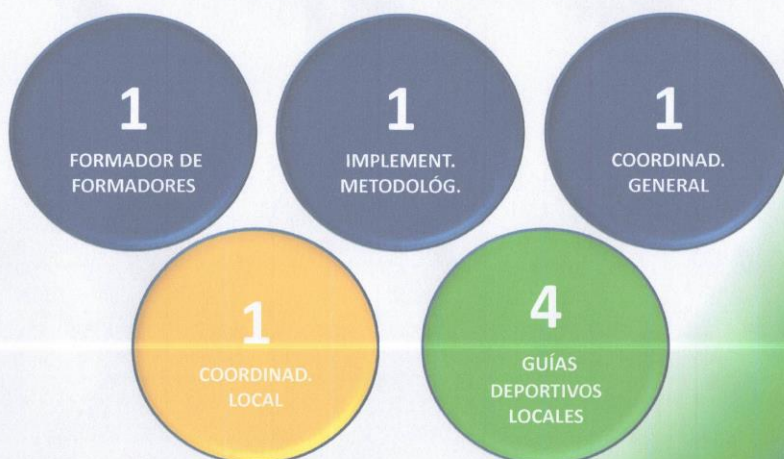 1
FORMADOR DE
FORMADORES
1
IMPLEMENT.
METODOLÓG.
1
COORDINAD.
GENERAL
1
COORDINAD.
LOCAL
4
GUÍAS
DEPORTIVOS
LOCALES